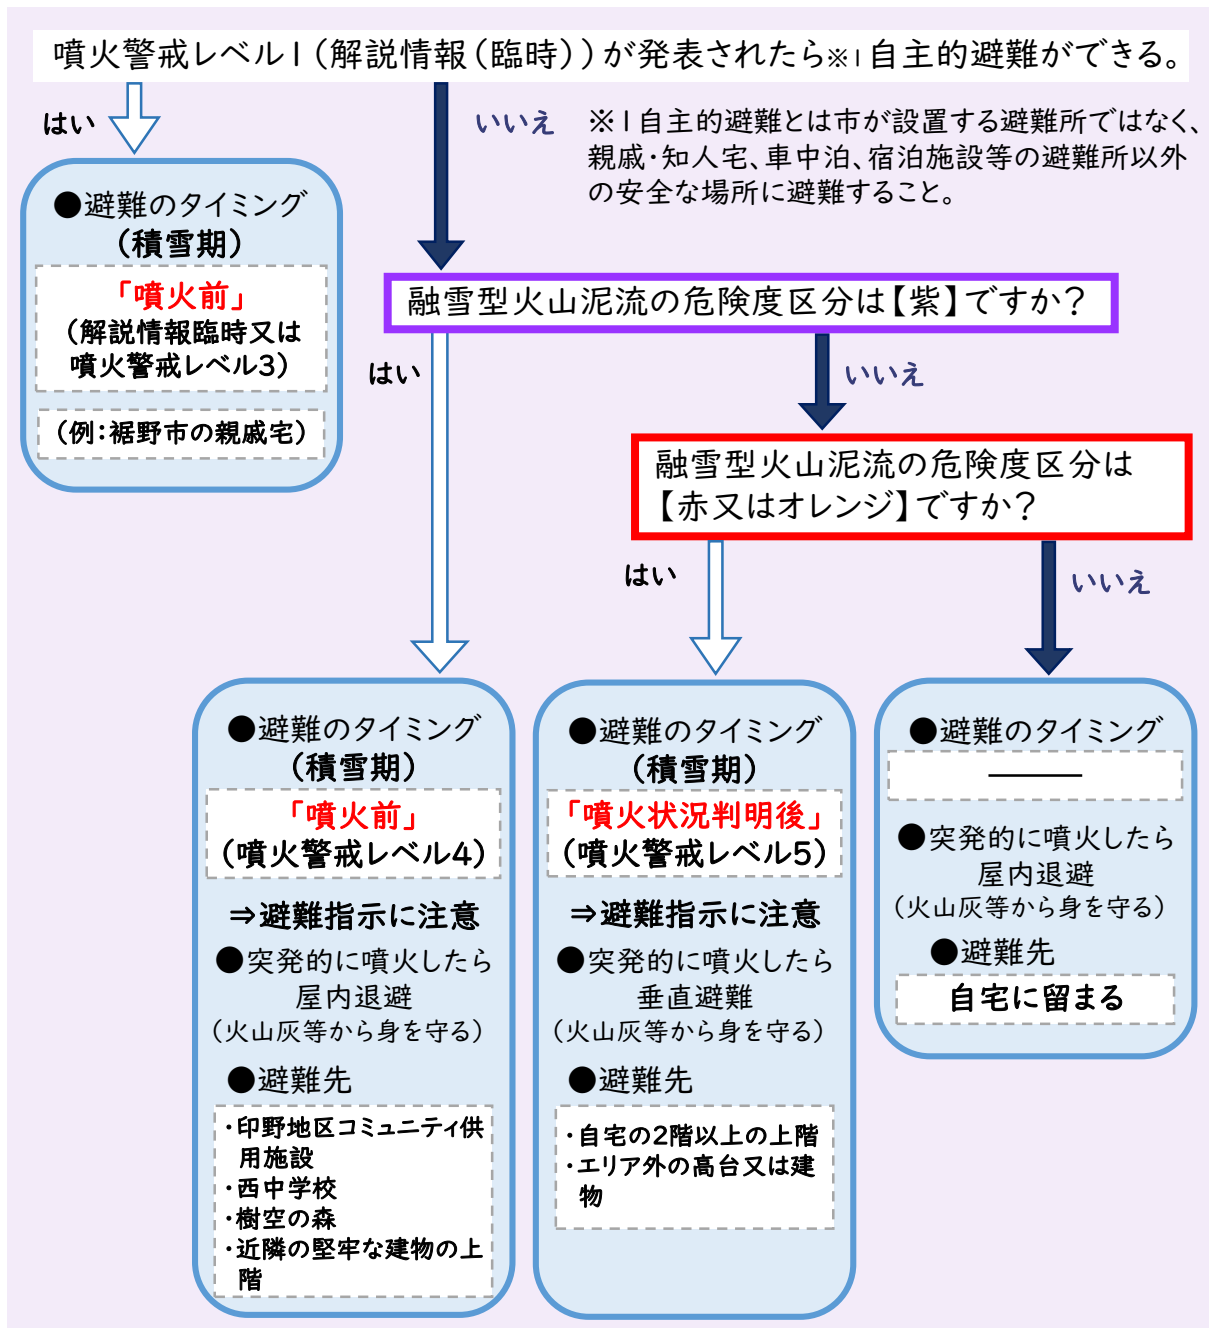 噴火警戒レベル1（解説情報（臨時））が発表されたら※1自主的避難ができる。
はい
いいえ
※1自主的避難とは市が設置する避難所ではなく、
親戚・知人宅、車中泊、宿泊施設等の避難所以外
の安全な場所に避難すること。
●避難のタイミング
（積雪期）
「噴火前」
（解説情報臨時又は
噴火警戒レベル3）
（例：裾野市の親戚宅）
融雪型火山泥流の危険度区分は【紫】ですか？
はい
いいえ
融雪型火山泥流の危険度区分は
【赤又はオレンジ】ですか？
はい
いいえ
●避難のタイミング
（積雪期）
「噴火前」
（噴火警戒レベル4）
⇒避難指示に注意
●突発的に噴火したら
屋内退避
（火山灰等から身を守る）
●避難先
・印野地区コミュニティ供
用施設
・西中学校
・樹空の森
・近隣の堅牢な建物の上
階
●避難のタイミング
（積雪期）
「噴火状況判明後」
（噴火警戒レベル5）
⇒避難指示に注意
●突発的に噴火したら
垂直避難
（火山灰等から身を守る）
●避難先
・自宅の2階以上の上階
・エリア外の高台又は建
物
●避難のタイミング
―――
●突発的に噴火したら
屋内退避
（火山灰等から身を守る）
●避難先
自宅に留まる